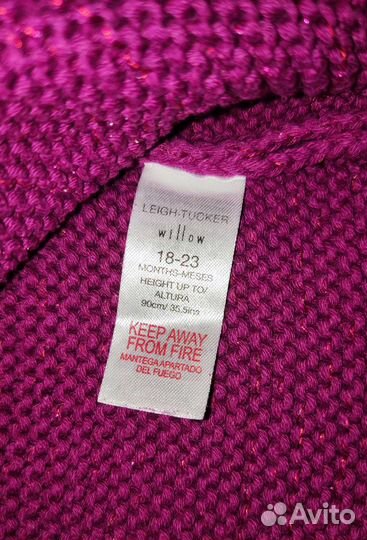 LEIGH·TUCKER
willow
18-23
MONTHS-MESES
HEIGHT UP TO/
ALTURA
90cm/ 35.5ins
KEEP AWAY
FROM FIRE
MANTEGA APARTADO
DEL FUEGO
Avito